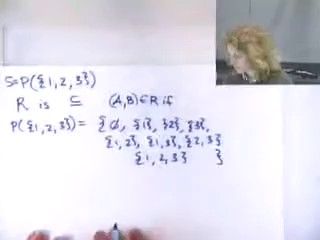 S=P({1,2,3})
R is ⊆ (A,B)∈R if
P({1,2,3}) = { ∅, {1}, {2}, {3},
{1,2}, {1,3}, {2,3}
{1,2,3} }